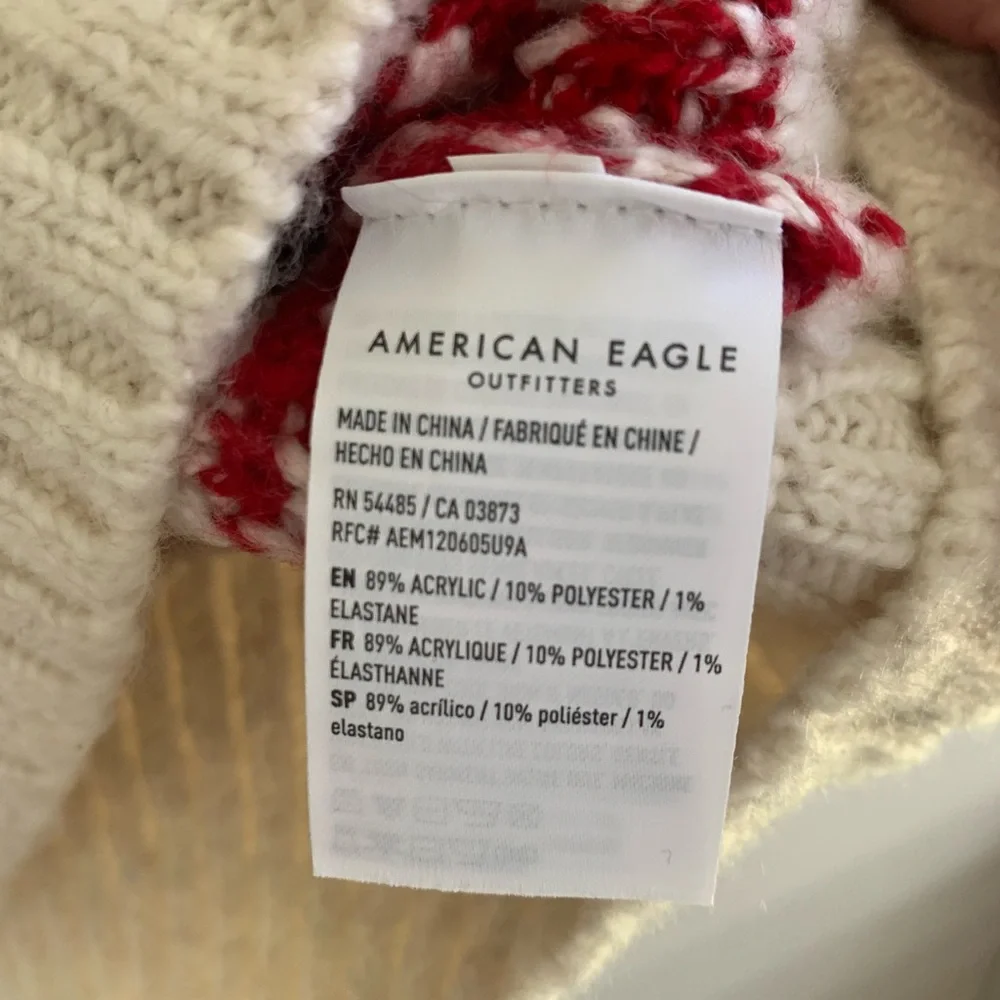 AMERICAN EAGLE
OUTFITTERS
MADE IN CHINA / FABRIQUÉ EN CHINE /
HECHO EN CHINA
RN 54485 / CA 03873
RFC# AEM120605U9A
EN 89% ACRYLIC / 10% POLYESTER / 1%
ELASTANE
FR 89% ACRYLIQUE / 10% POLYESTER / 1%
ÉLASTHANNE
SP 89% acrílico / 10% poliéster / 1%
elastano